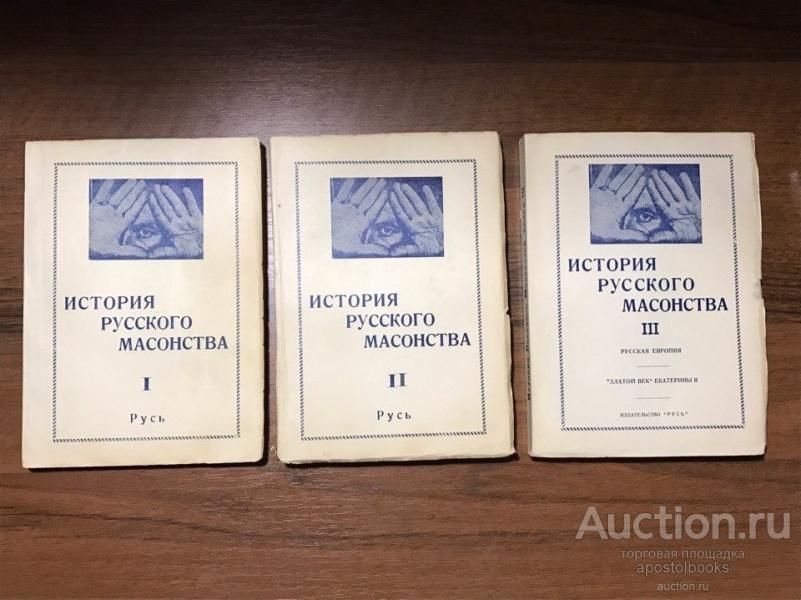 ИСТОРИЯ
РУССКОГО
МАСОНСТВА
I
Русь
ИСТОРИЯ
РУССКОГО
МАСОНСТВА
II
Русь
ИСТОРИЯ
РУССКОГО
МАСОНСТВА
III
РУССКАЯ ЕВРОПИЯ
"ЗЛАТОЙ ВЕК" ЕКАТЕРИНЫ II
ИЗДАТЕЛЬСТВО "РУСЬ"
Auction.ru
торговая площадка
apostolbooks
auction.ru